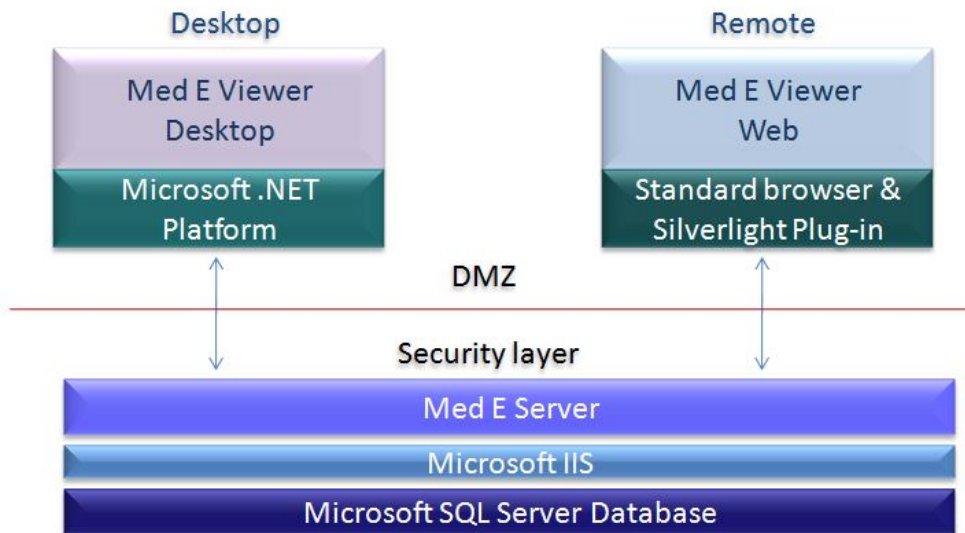 Desktop
Remote
Med E Viewer
Desktop
Med E Viewer
Web
Microsoft .NET
Platform
Standard browser &
Silverlight Plug-in
DMZ
Security layer
Med E Server
Microsoft IIS
Microsoft SQL Server Database